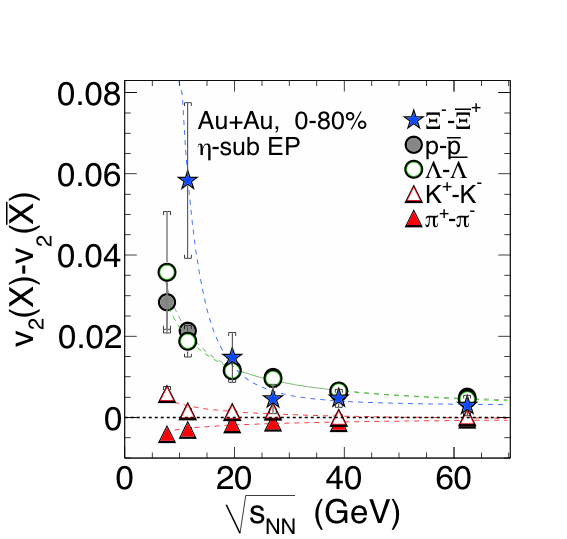 Au+Au, 0-80%
η-sub EP
Ξ⁻-Ξ̅⁺
p-p̅
Λ-Λ̅
K⁺-K⁻
π⁺-π⁻
v₂(X)-v₂(X̅)
0.08
0.06
0.04
0.02
0
0 20 40 60
√sNN (GeV)